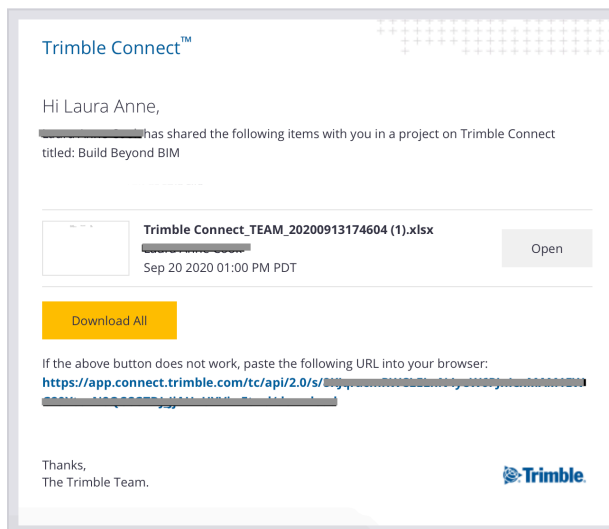 Trimble Connect™
Hi Laura Anne,
has shared the following items with you in a project on Trimble Connect
titled: Build Beyond BIM
Trimble Connect_TEAM_20200913174604 (1).xlsx
Sep 20 2020 01:00 PM PDT
Open
Download All
If the above button does not work, paste the following URL into your browser:
https://app.connect.trimble.com/tc/api/2.0/s/
Thanks,
The Trimble Team.
Trimble.